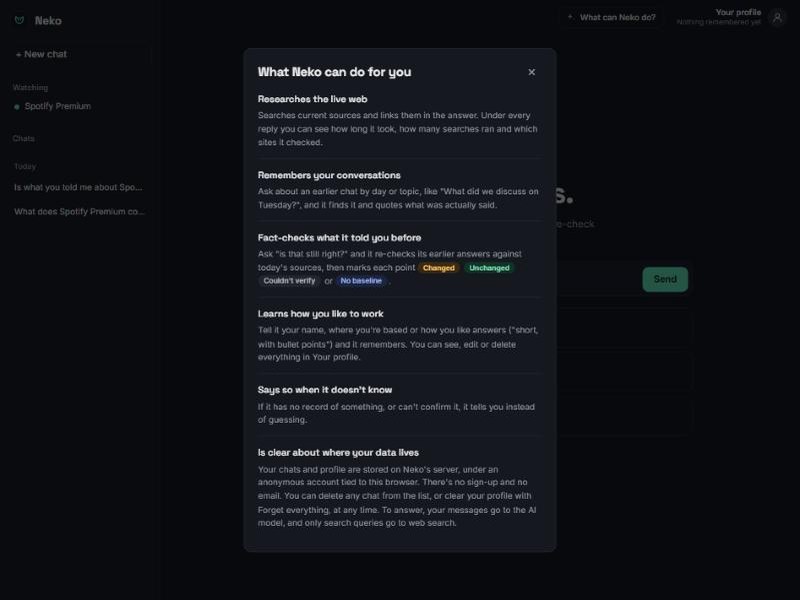 Neko
+ New chat
Watching
Spotify Premium
Chats
Today
Is what you told me about Spo...
What does Spotify Premium co...
What can Neko do?
Your profile
Nothing remembered yet
s.
e-check
Send
What Neko can do for you
×
Researches the live web
Searches current sources and links them in the answer. Under every
reply you can see how long it took, how many searches ran and which
sites it checked.
Remembers your conversations
Ask about an earlier chat by day or topic, like "What did we discuss on
Tuesday?", and it finds it and quotes what was actually said.
Fact-checks what it told you before
Ask "is that still right?" and it re-checks its earlier answers against
today's sources, then marks each point Changed Unchanged
Couldn't verify or No baseline .
Learns how you like to work
Tell it your name, where you're based or how you like answers ("short,
with bullet points") and it remembers. You can see, edit or delete
everything in Your profile.
Says so when it doesn't know
If it has no record of something, or can't confirm it, it tells you instead
of guessing.
Is clear about where your data lives
Your chats and profile are stored on Neko's server, under an
anonymous account tied to this browser. There's no sign-up and no
email. You can delete any chat from the list, or clear your profile with
Forget everything, at any time. To answer, your messages go to the AI
model, and only search queries go to web search.